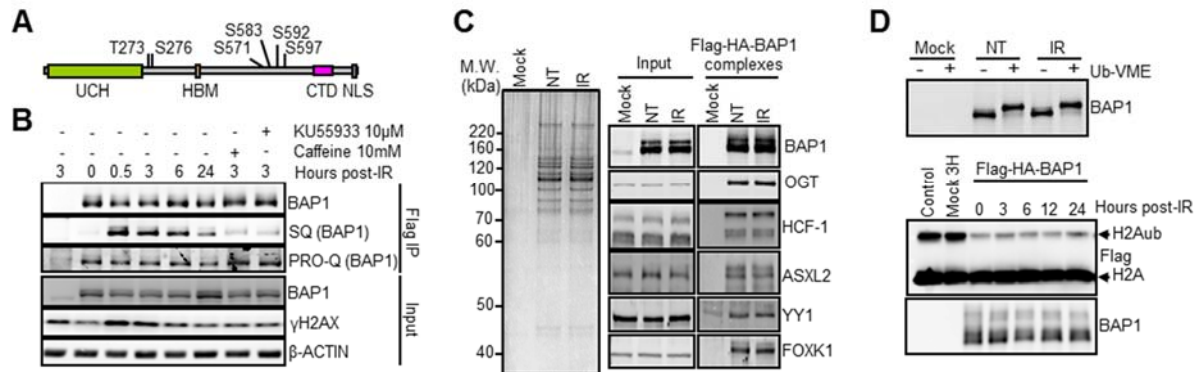 A
T273 S276 S571 S583 S592 S597
UCH HBM CTD NLS
B
- - - - - - - + KU55933 10µM
- - - - - - + - Caffeine 10mM
3 0 0.5 3 6 24 3 3 Hours post-IR
BAP1
SQ (BAP1)
PRO-Q (BAP1)
Flag IP
BAP1
γH2AX
β-ACTIN
Input
C
M.W.
(kDa)
Mock NT IR
220
160
120
100
70
60
50
40
Input
Flag-HA-BAP1
complexes
Mock NT IR Mock NT IR
BAP1
OGT
HCF-1
ASXL2
YY1
FOXK1
D
Mock NT IR
- + - + - + Ub-VME
BAP1
Control Mock 3H
Flag-HA-BAP1
0 3 6 12 24 Hours post-IR
H2Aub
Flag
H2A
BAP1